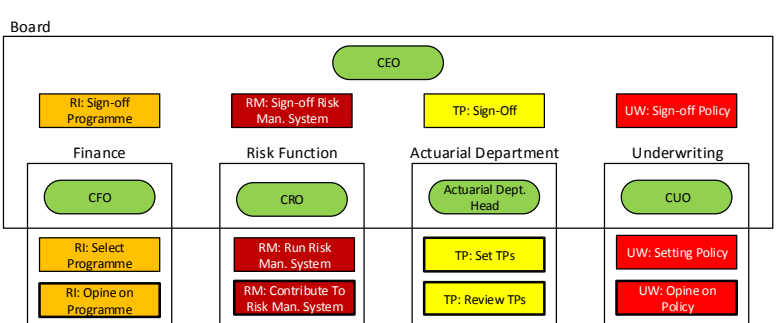 Board
CEO
RI: Sign-off
Programme
RM: Sign-off Risk
Man. System
TP: Sign-Off
UW: Sign-off Policy
Finance
Risk Function
Actuarial Department
Underwriting
CFO
CRO
Actuarial Dept.
Head
CUO
RI: Select
Programme
RM: Run Risk
Man. System
TP: Set TPs
UW: Setting Policy
RI: Opine on
Programme
RM: Contribute To
Risk Man. System
TP: Review TPs
UW: Opine on
Policy